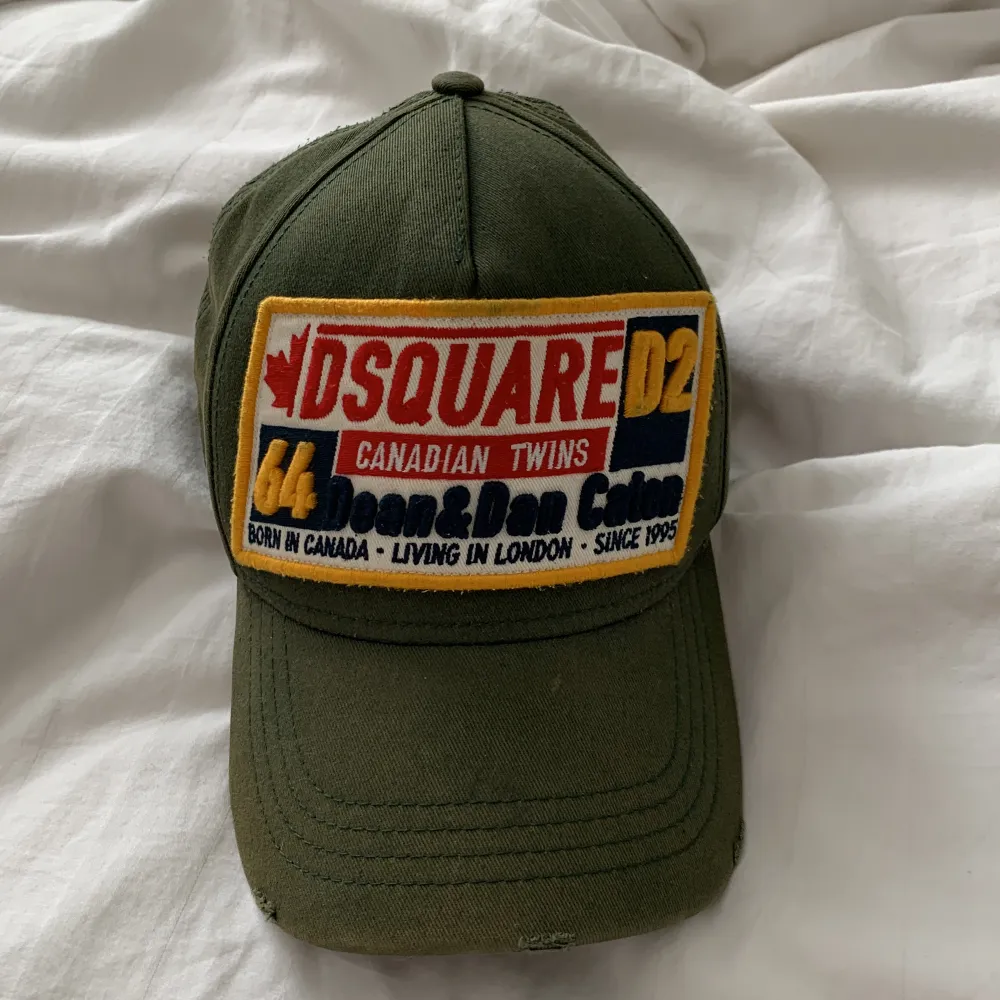 DSQUARED2
CANADIAN TWINS
64 Dean&Dan Caten
BORN IN CANADA · LIVING IN LONDON · SINCE 1995